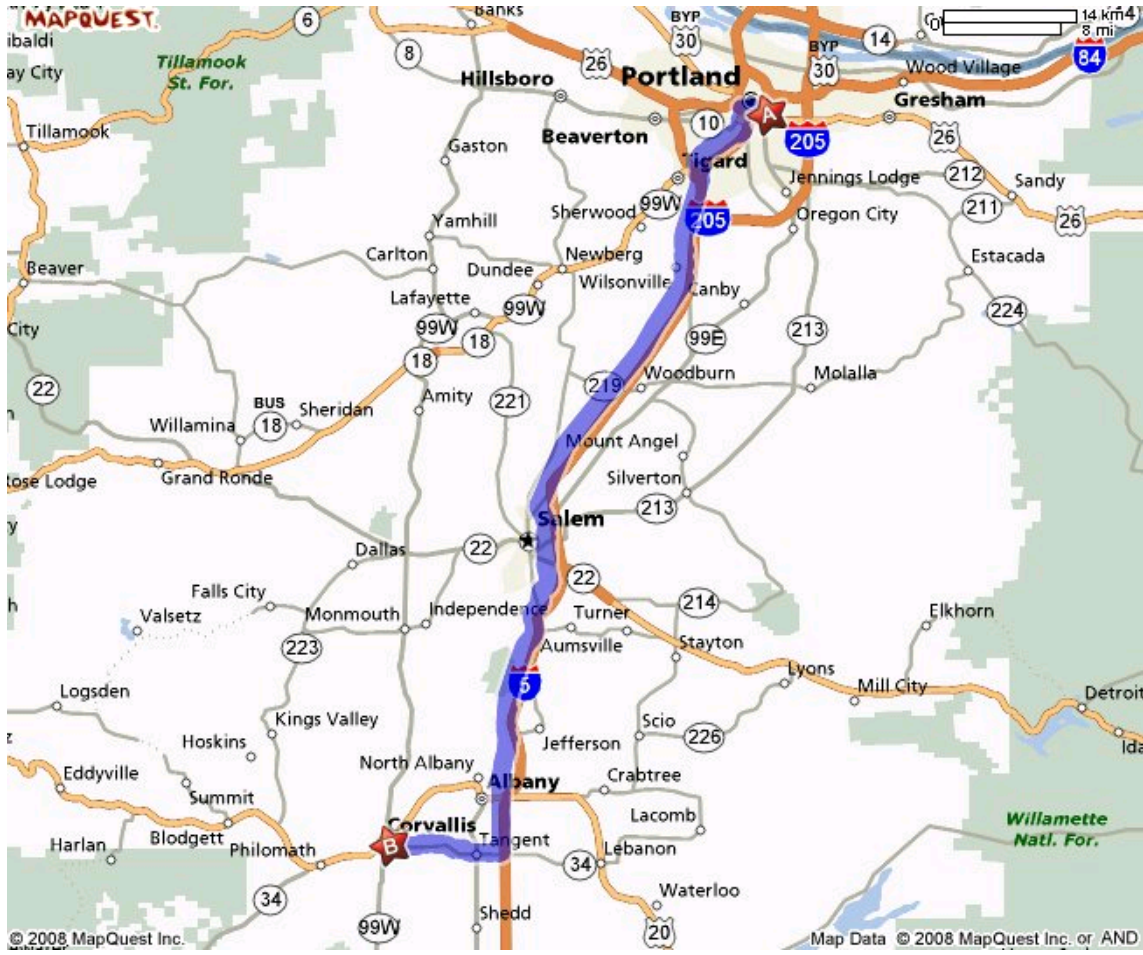 MAPQUEST.
14 km
8 mi
Banks
6
BYP
30
14
ibaldi
8
26
BYP
30
84
Tillamook
St. For.
ay City
Hillsboro
Portland
Wood Village
Tillamook
Beaverton
10
A
Gresham
205
26
Gaston
Tigard
Jennings Lodge
212
Sandy
99W
205
211
26
Yamhill
Sherwood
Oregon City
Carlton
Newberg
Estacada
Beaver
Dundee
Wilsonville
Canby
Lafayette
99W
224
City
99W
18
99E
213
18
22
219
Woodburn
Molalla
BUS
18
Sheridan
Amity
221
Willamina
Mount Angel
Grand Ronde
Silverton
Rose Lodge
213
Salem
Dallas
22
22
Falls City
214
Valsetz
Monmouth
Independence
Turner
Elkhorn
223
Aumsville
Stayton
5
Lyons
Logsden
Mill City
Detroit
Kings Valley
Scio
Jefferson
226
Ida
Hoskins
North Albany
Albany
Crabtree
Eddyville
Summit
Lacomb
Willamette
Natl. For.
Corvallis
Blodgett
B
Tangent
Harlan
Philomath
34
Lebanon
34
Waterloo
99W
Shedd
20
© 2008 MapQuest Inc.
Map Data © 2008 MapQuest Inc. or AND